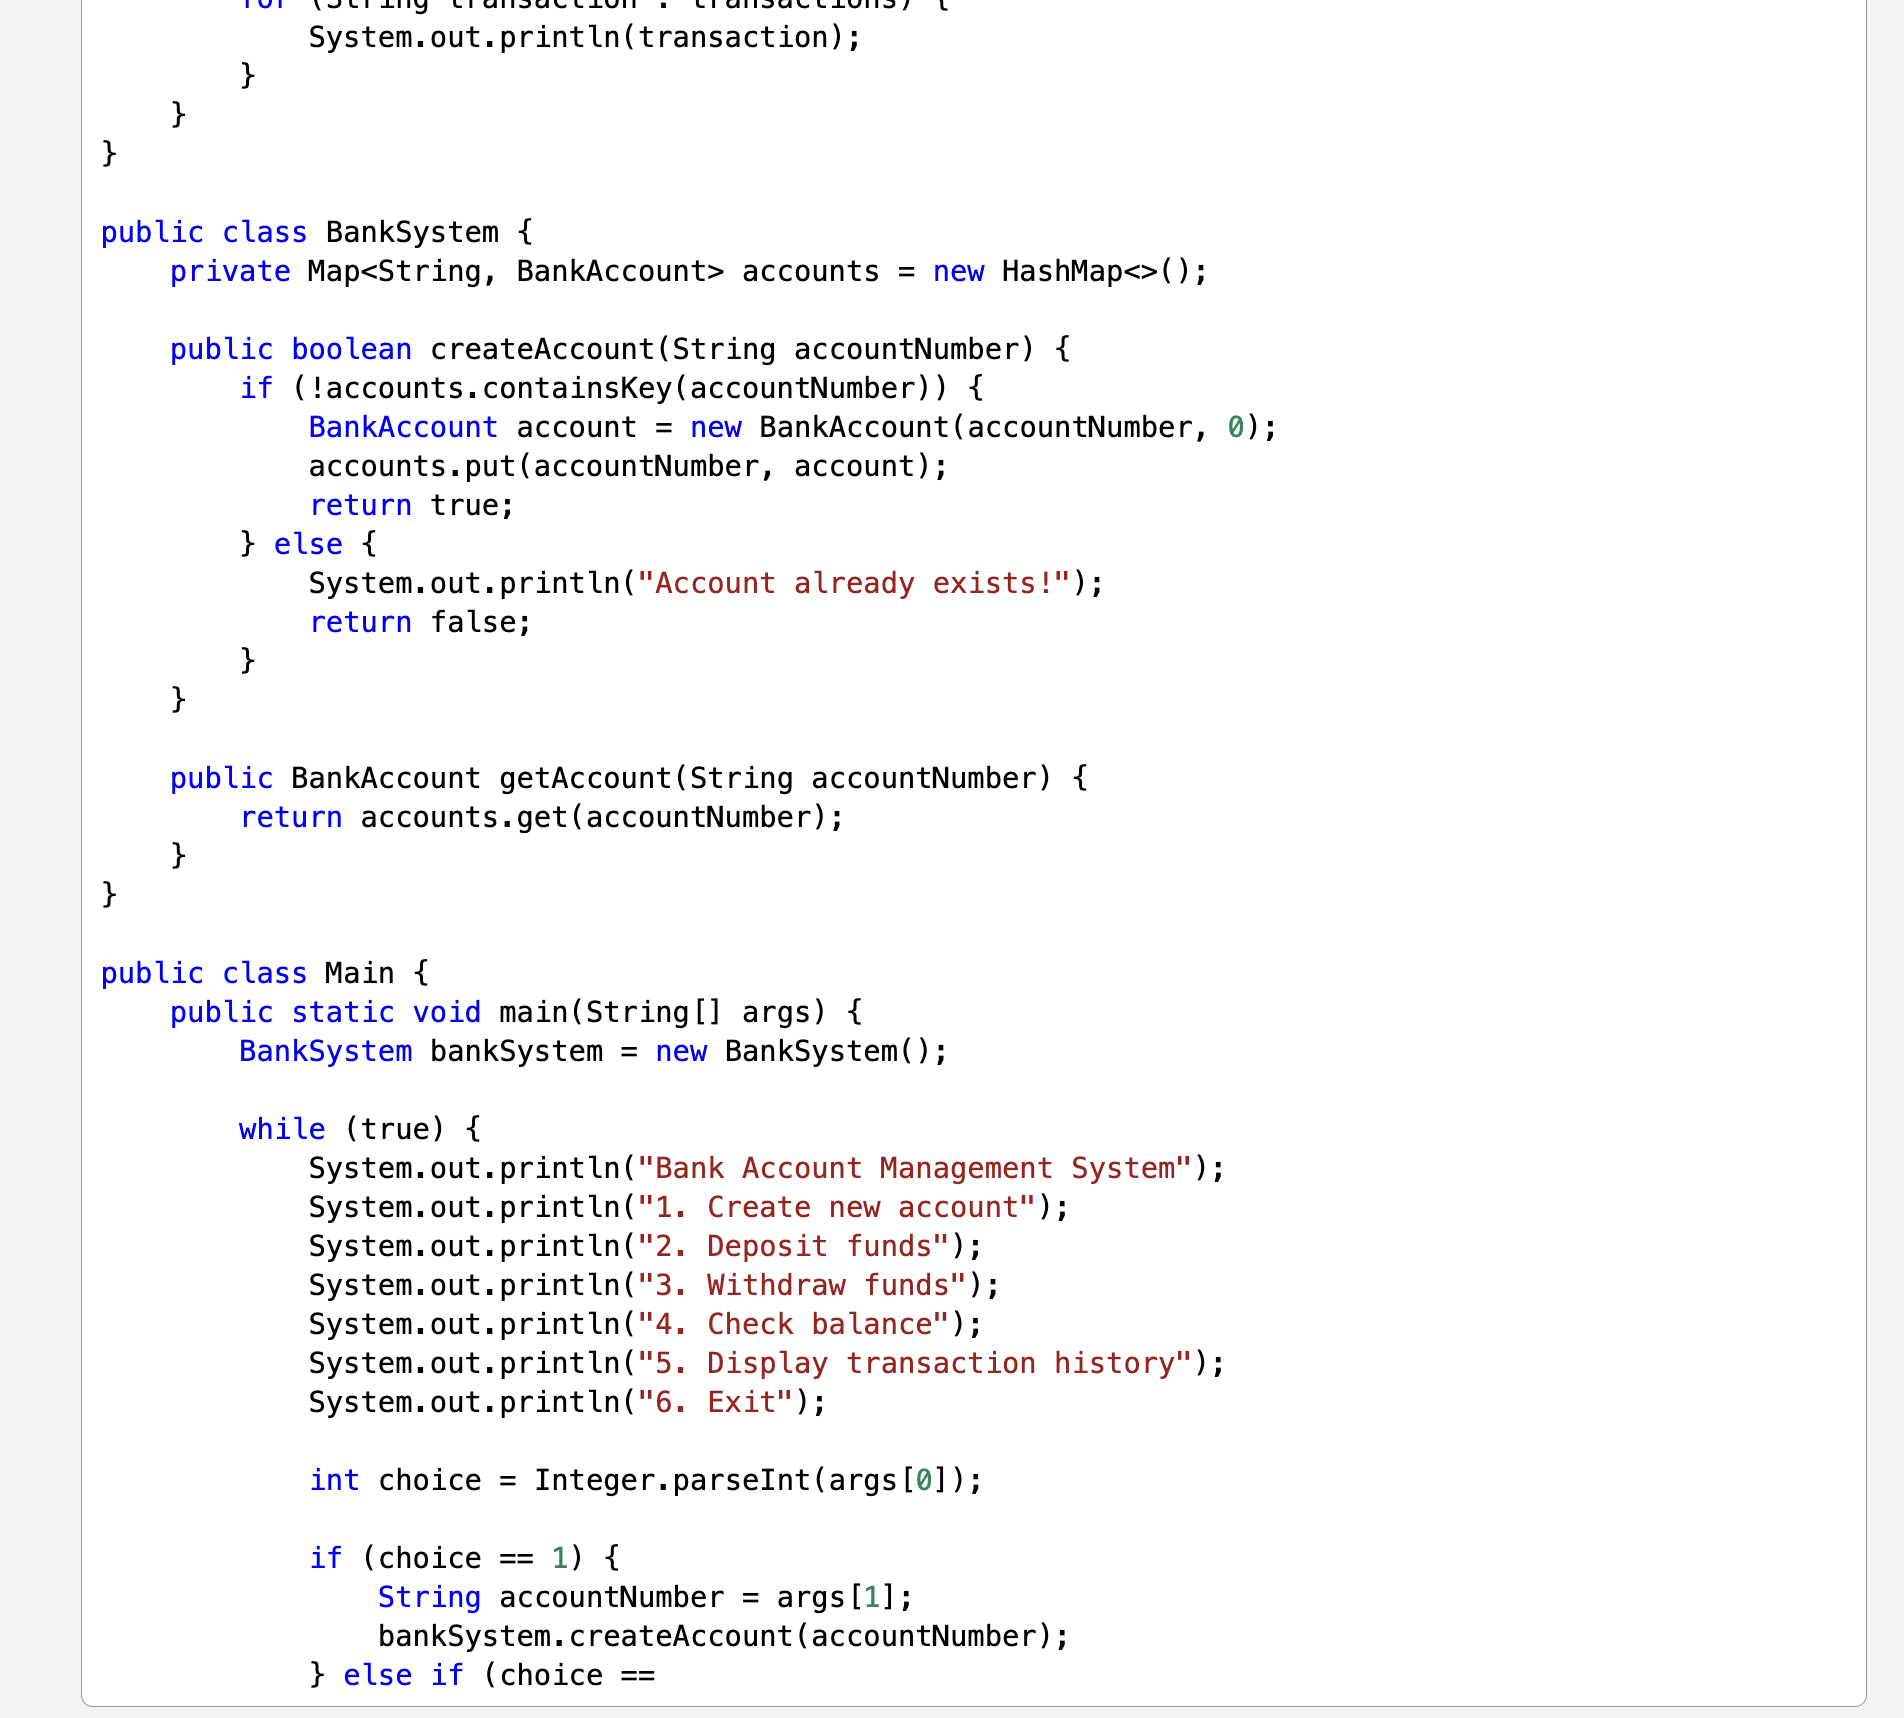 for (String transaction : transactions) {
System.out.println(transaction);
}
}
}
public class BankSystem {
private Map<String, BankAccount> accounts = new HashMap<>();
public boolean createAccount(String accountNumber) {
if (!accounts.containsKey(accountNumber)) {
BankAccount account = new BankAccount(accountNumber, 0);
accounts.put(accountNumber, account);
return true;
} else {
System.out.println("Account already exists!");
return false;
}
}
public BankAccount getAccount(String accountNumber) {
return accounts.get(accountNumber);
}
}
public class Main {
public static void main(String[] args) {
BankSystem bankSystem = new BankSystem();
while (true) {
System.out.println("Bank Account Management System");
System.out.println("1. Create new account");
System.out.println("2. Deposit funds");
System.out.println("3. Withdraw funds");
System.out.println("4. Check balance");
System.out.println("5. Display transaction history");
System.out.println("6. Exit");
int choice = Integer.parseInt(args[0]);
if (choice == 1) {
String accountNumber = args[1];
bankSystem.createAccount(accountNumber);
} else if (choice ==